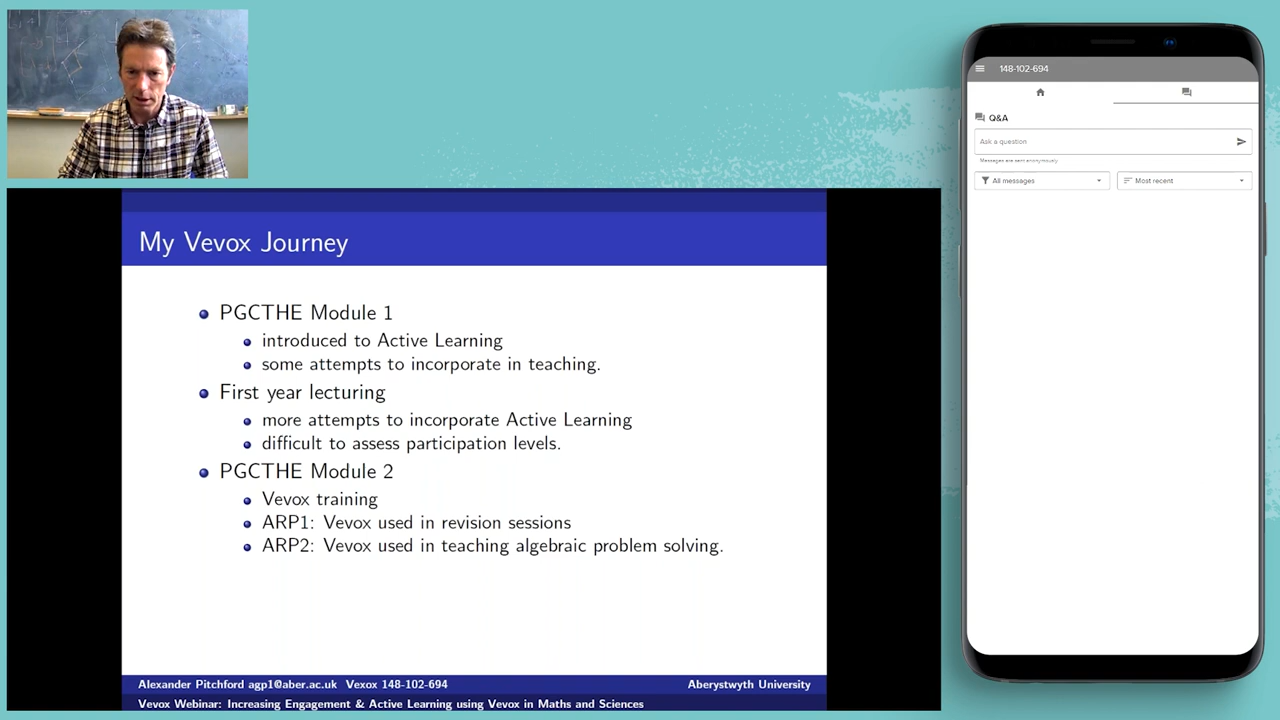 My Vevox Journey
PGCTHE Module 1
introduced to Active Learning
some attempts to incorporate in teaching.
First year lecturing
more attempts to incorporate Active Learning
difficult to assess participation levels.
PGCTHE Module 2
Vevox training
ARP1: Vevox used in revision sessions
ARP2: Vevox used in teaching algebraic problem solving.
Alexander Pitchford agp1@aber.ac.uk Vexox 148-102-694
Aberystwyth University
Vevox Webinar: Increasing Engagement & Active Learning using Vevox in Maths and Sciences
148-102-694
Q&A
Ask a question
Messages are sent anonymously
All messages
Most recent